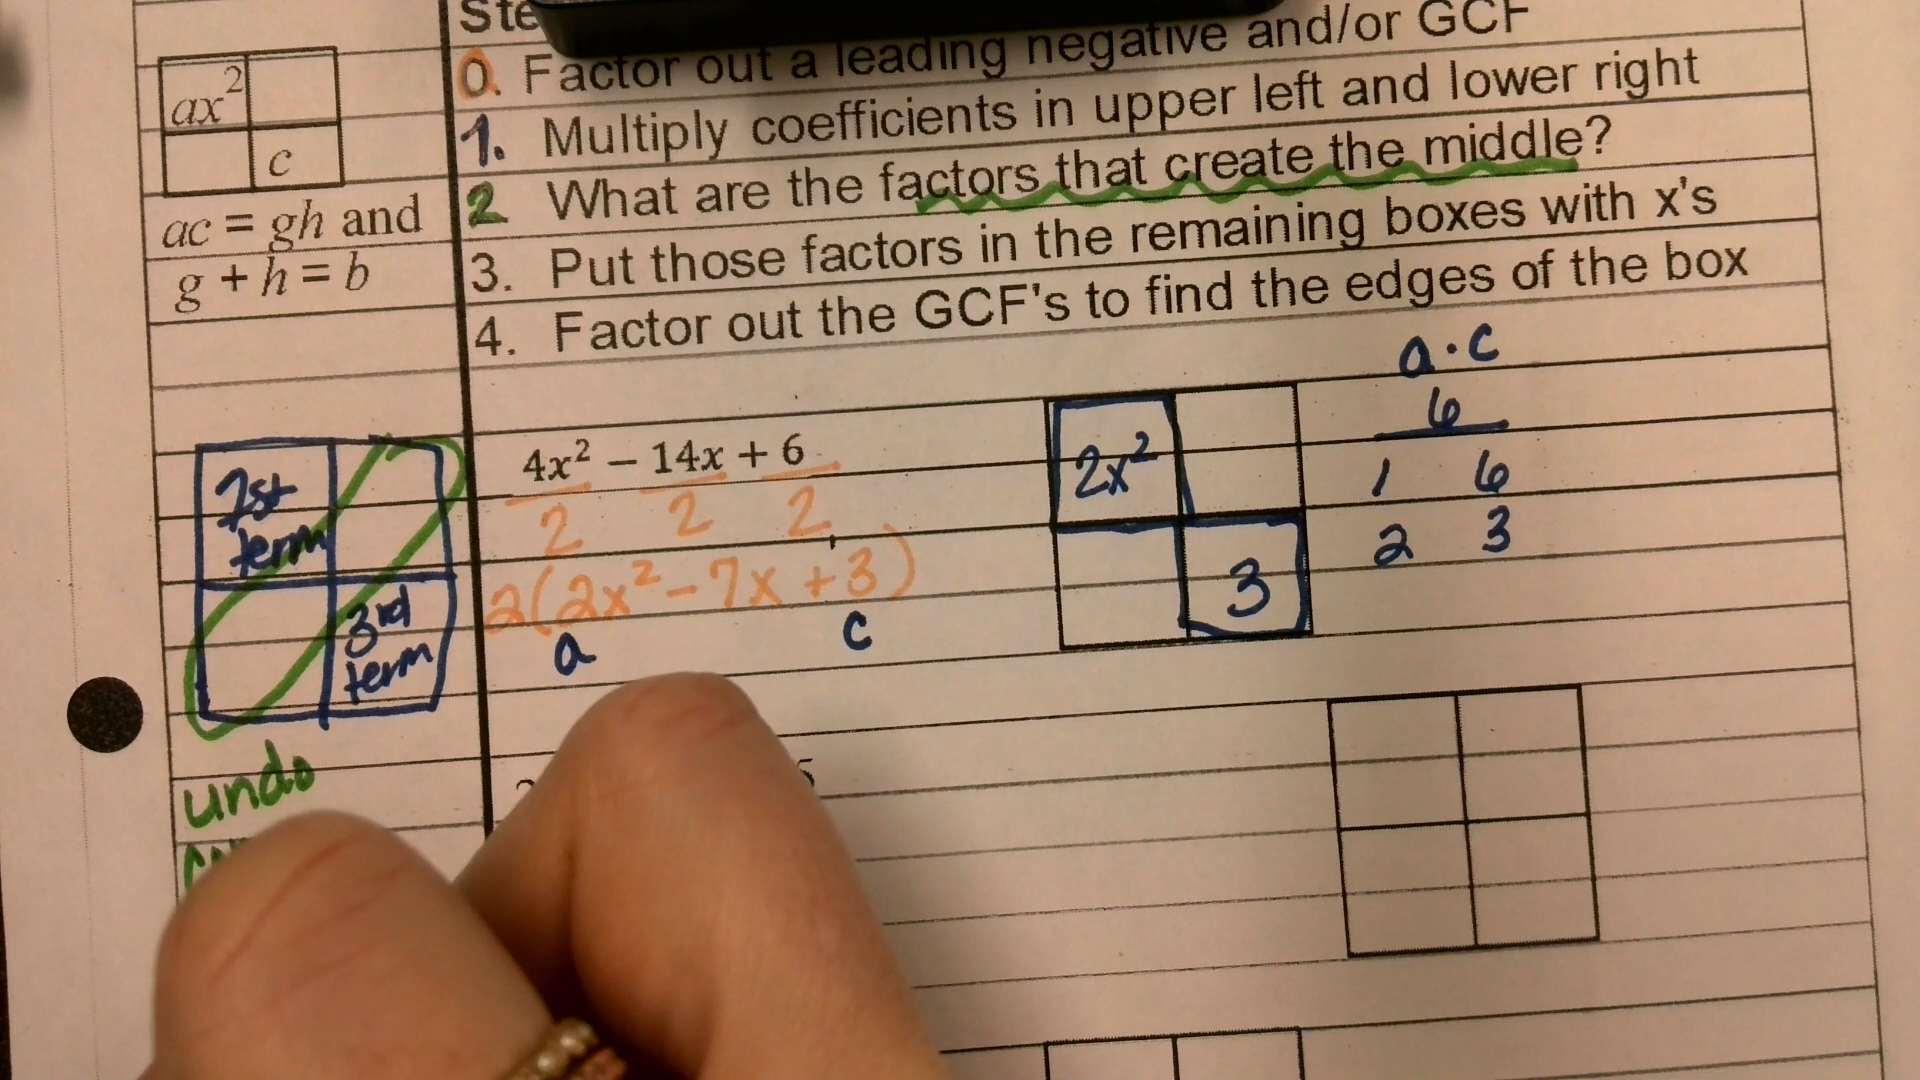 Ste
0. Factor out a leading negative and/or GCF
1. Multiply coefficients in upper left and lower right
2 What are the factors that create the middle?
3. Put those factors in the remaining boxes with x's
4. Factor out the GCF's to find the edges of the box
ax²
c
ac = gh and
g + h = b
1st
term
3rd
term
undo
4x² – 14x + 6
2 2 2
2(2x² - 7x + 3)
a c
2x²
3
a · c
6
1 6
2 3